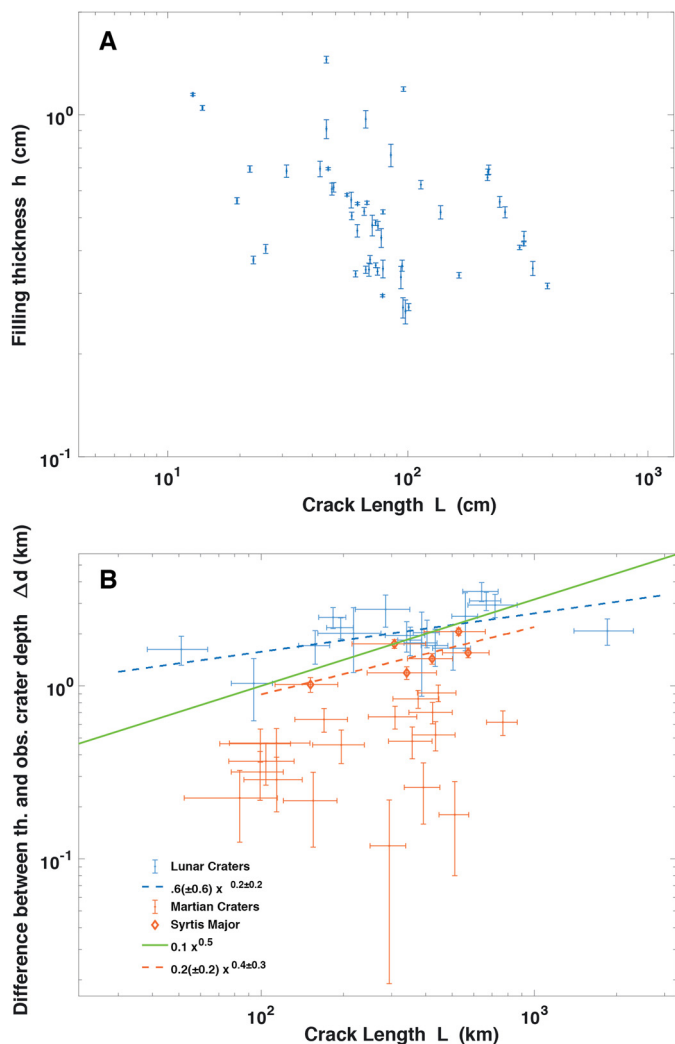 A
10^0
10^-1
Filling thickness h (cm)
10^1
10^2
10^3
Crack Length L (cm)
B
10^0
10^-1
Difference between th. and obs. crater depth Δd (km)
Lunar Craters
.6(±0.6) x^0.2±0.2
Martian Craters
Syrtis Major
0.1 x^0.5
0.2(±0.2) x^0.4±0.3
10^2
10^3
Crack Length L (km)